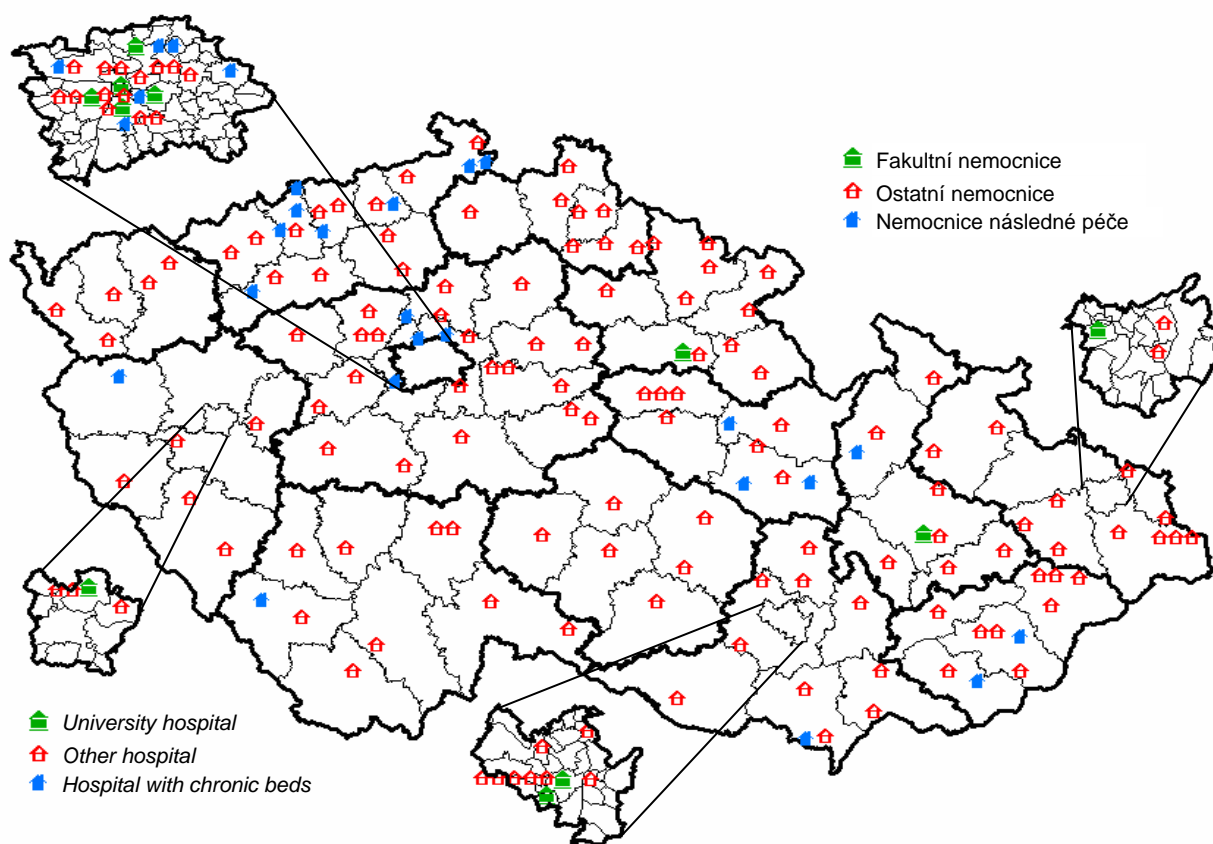 Fakultní nemocnice
Ostatní nemocnice
Nemocnice následné péče
University hospital
Other hospital
Hospital with chronic beds